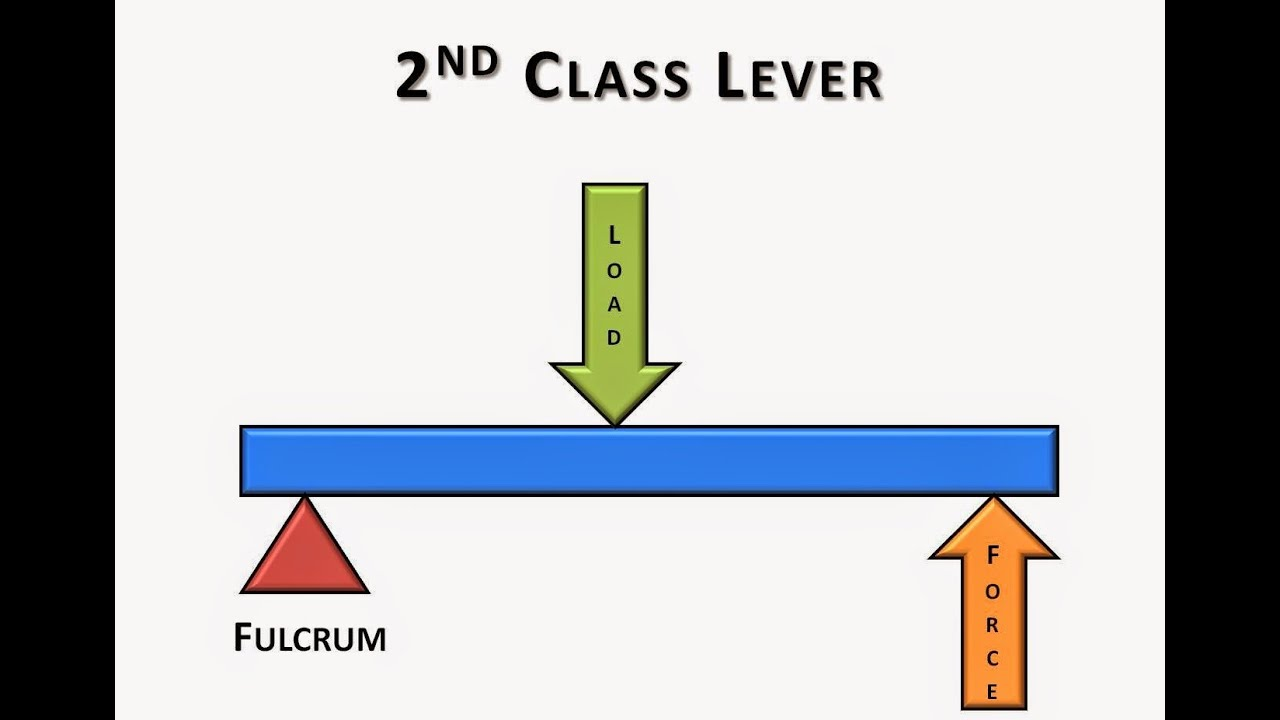 2ND CLASS LEVER
LOAD
FORCE
FULCRUM